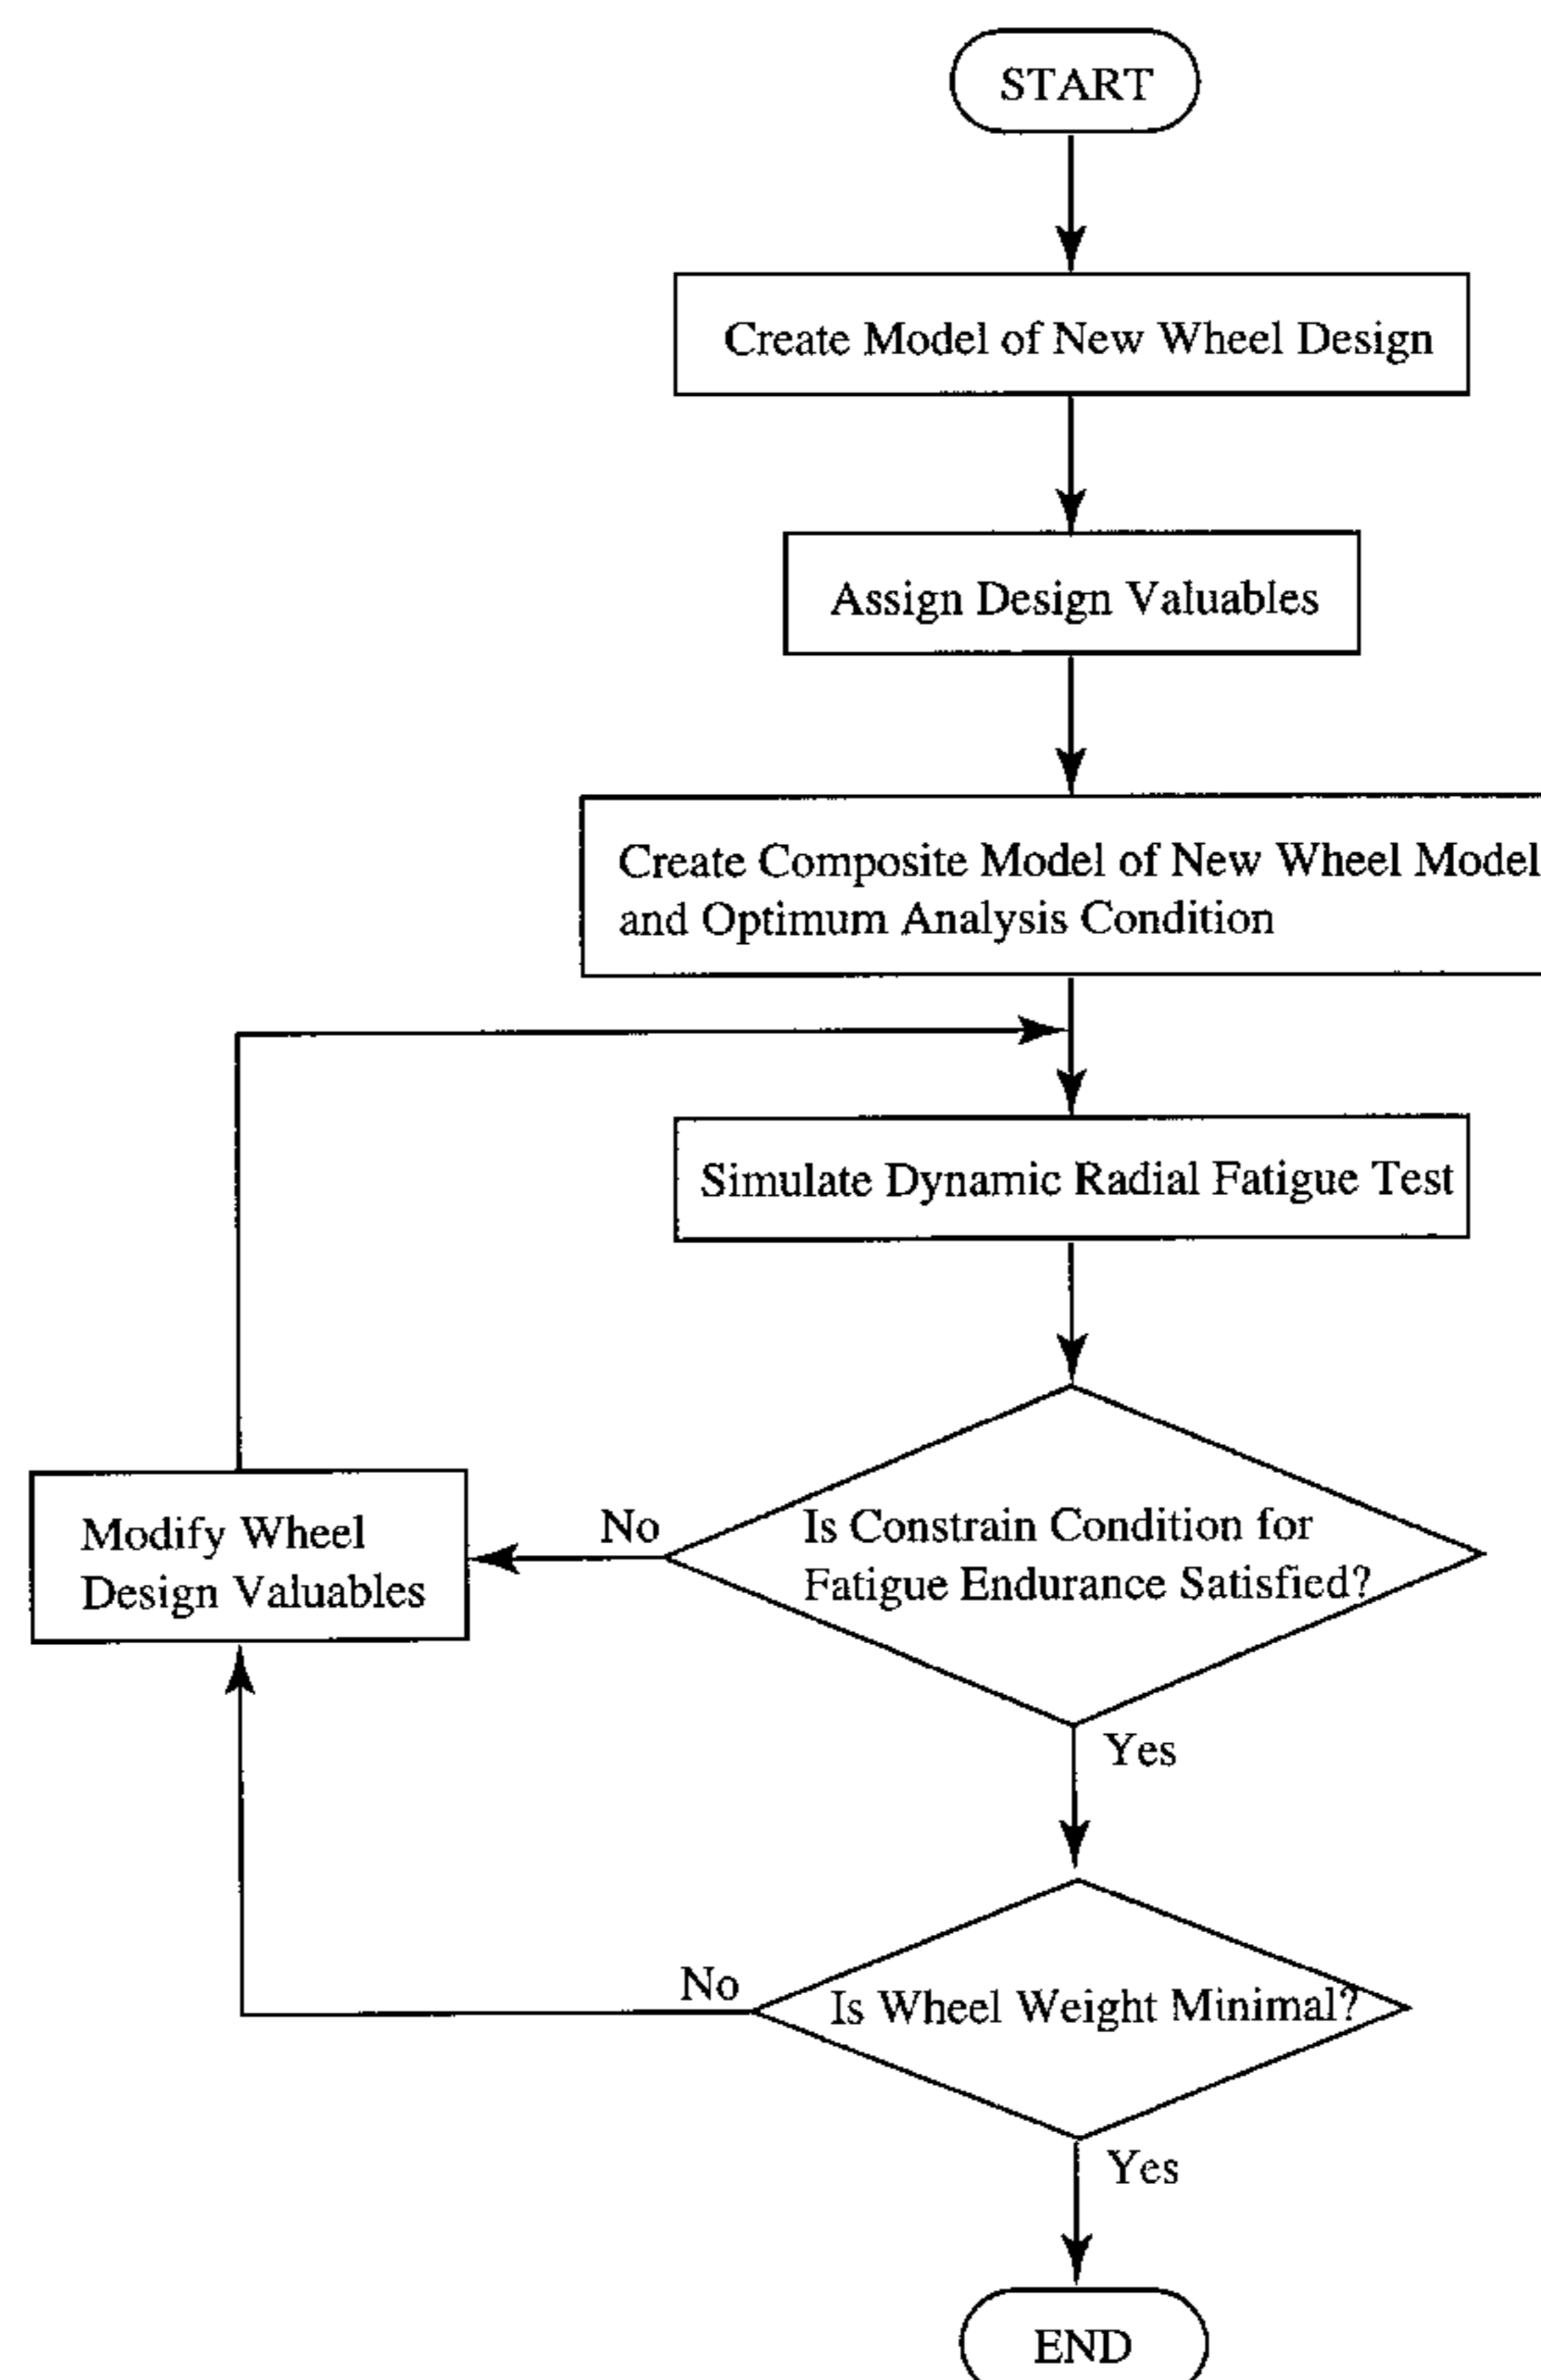 START
Create Model of New Wheel Design
Assign Design Valuables
Create Composite Model of New Wheel Model
and Optimum Analysis Condition
Simulate Dynamic Radial Fatigue Test
Modify Wheel
Design Valuables
No
Is Constrain Condition for
Fatigue Endurance Satisfied?
Yes
No
Is Wheel Weight Minimal?
Yes
END